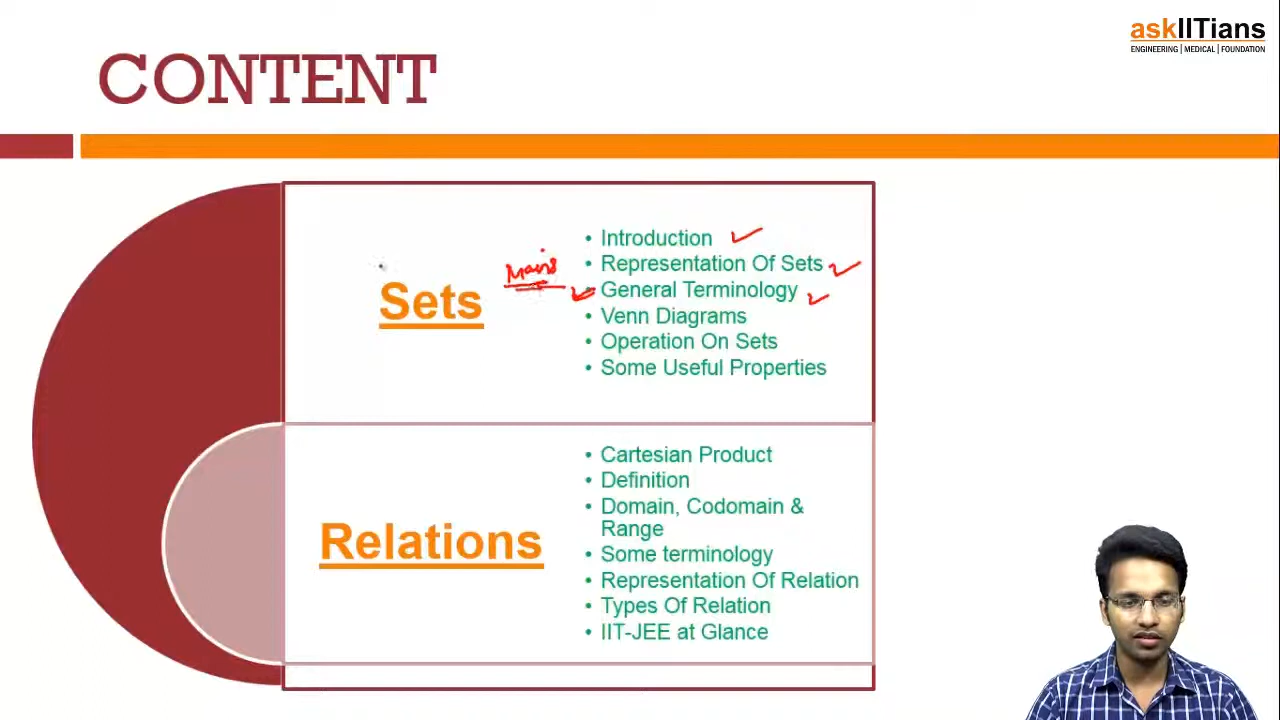 askIITians
ENGINEERING | MEDICAL | FOUNDATION
CONTENT
Sets
Mains
• Introduction
• Representation Of Sets
• General Terminology
• Venn Diagrams
• Operation On Sets
• Some Useful Properties
Relations
• Cartesian Product
• Definition
• Domain, Codomain &
Range
• Some terminology
• Representation Of Relation
• Types Of Relation
• IIT-JEE at Glance